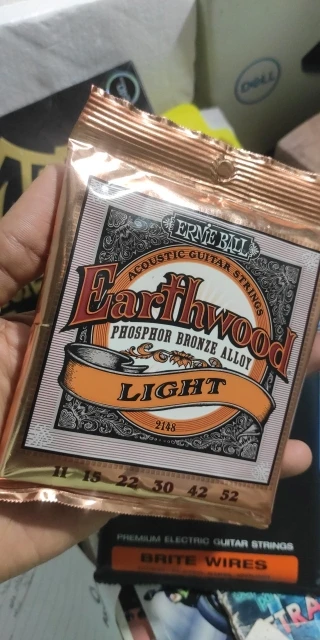 DELL
ERNIE BALL
ACOUSTIC GUITAR STRINGS
Earthwood
PHOSPHOR BRONZE ALLOY
LIGHT
2148
11 15 22 30 42 52
PREMIUM ELECTRIC GUITAR STRINGS
BRITE WIRES